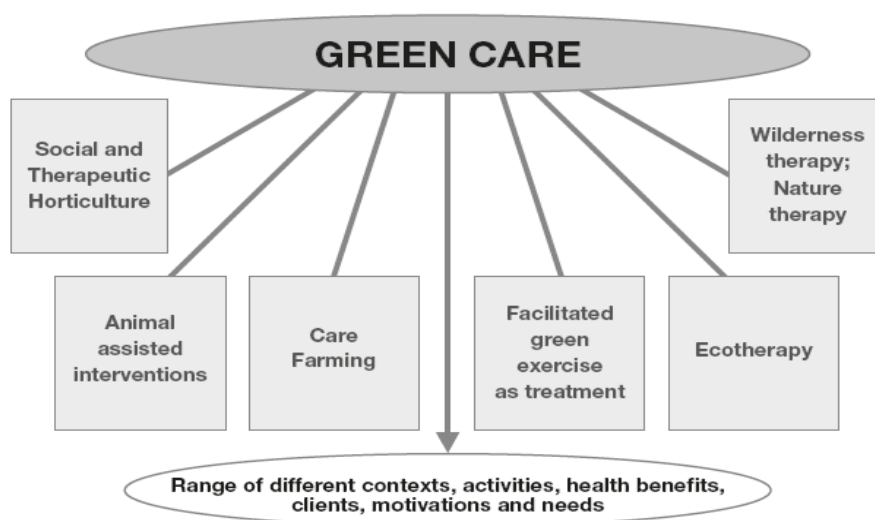 GREEN CARE
Social and
Therapeutic
Horticulture
Wilderness
therapy;
Nature
therapy
Animal
assisted
interventions
Care
Farming
Facilitated
green
exercise
as treatment
Ecotherapy
Range of different contexts, activities, health benefits,
clients, motivations and needs